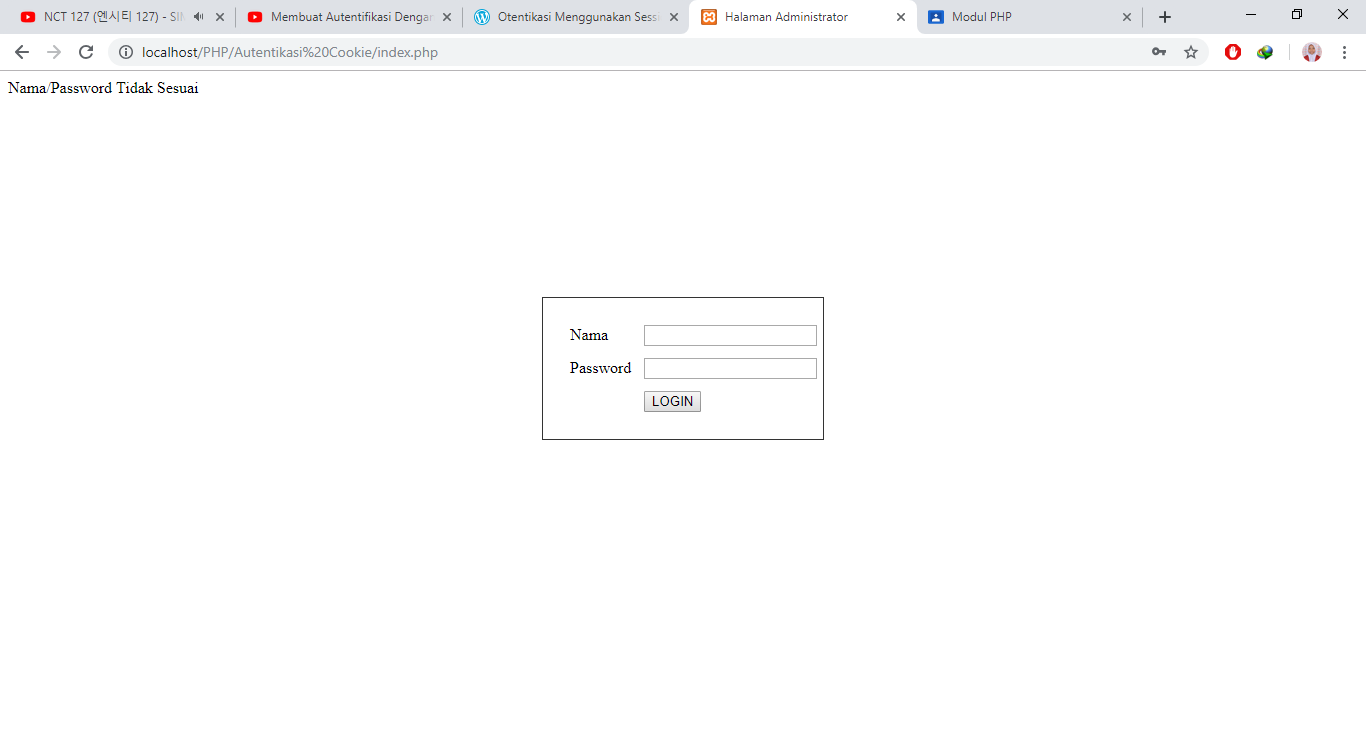 NCT 127 (엔시티 127) - SIM
Membuat Autentifikasi Dengan
Otentikasi Menggunakan Sessi
Halaman Administrator
Modul PHP
localhost/PHP/Autentikasi%20Cookie/index.php
Nama/Password Tidak Sesuai
Nama
Password
LOGIN